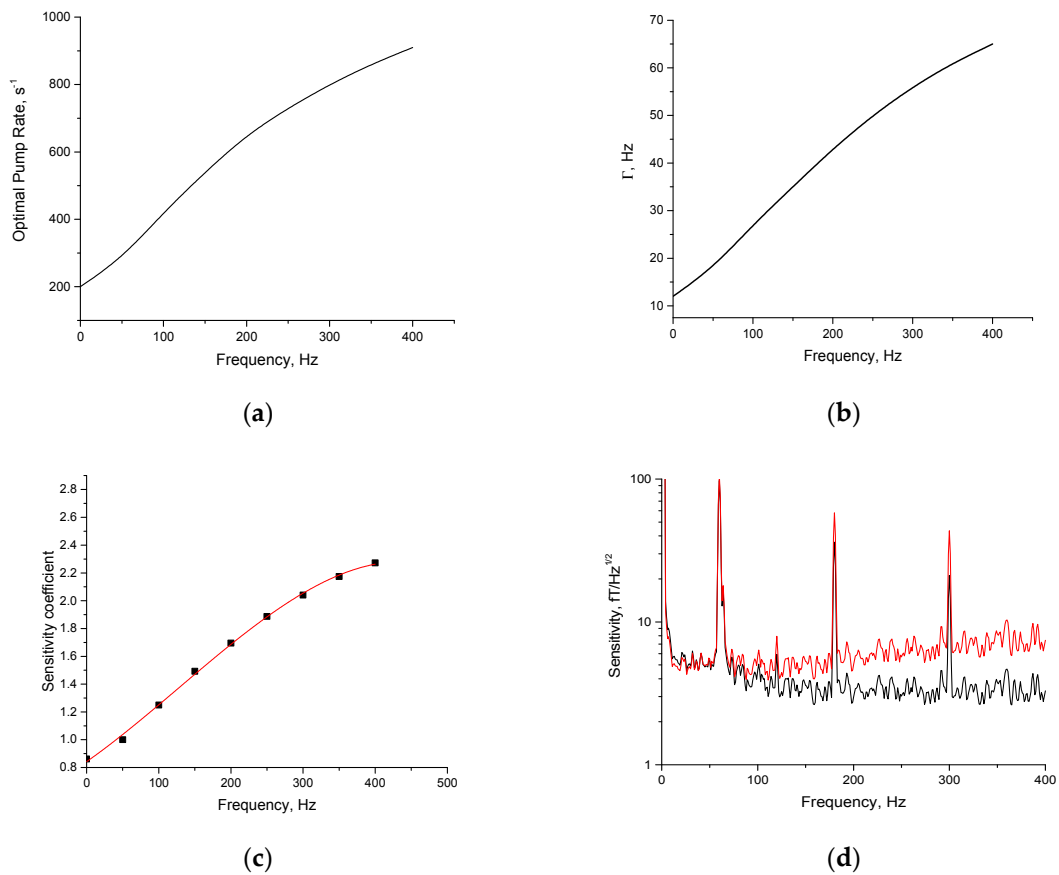 1000
800
600
400
200
Optimal Pump Rate, s⁻¹
0 100 200 300 400
Frequency, Hz
(a)
70
60
50
40
30
20
10
Γ, Hz
0 100 200 300 400
Frequency, Hz
(b)
2.8
2.6
2.4
2.2
2.0
1.8
1.6
1.4
1.2
1.0
0.8
Sensitivity coefficient
0 100 200 300 400 500
Frequency, Hz
(c)
100
10
1
Sensitivity, fT/Hz¹ᐟ²
0 100 200 300 400
Frequency, Hz
(d)